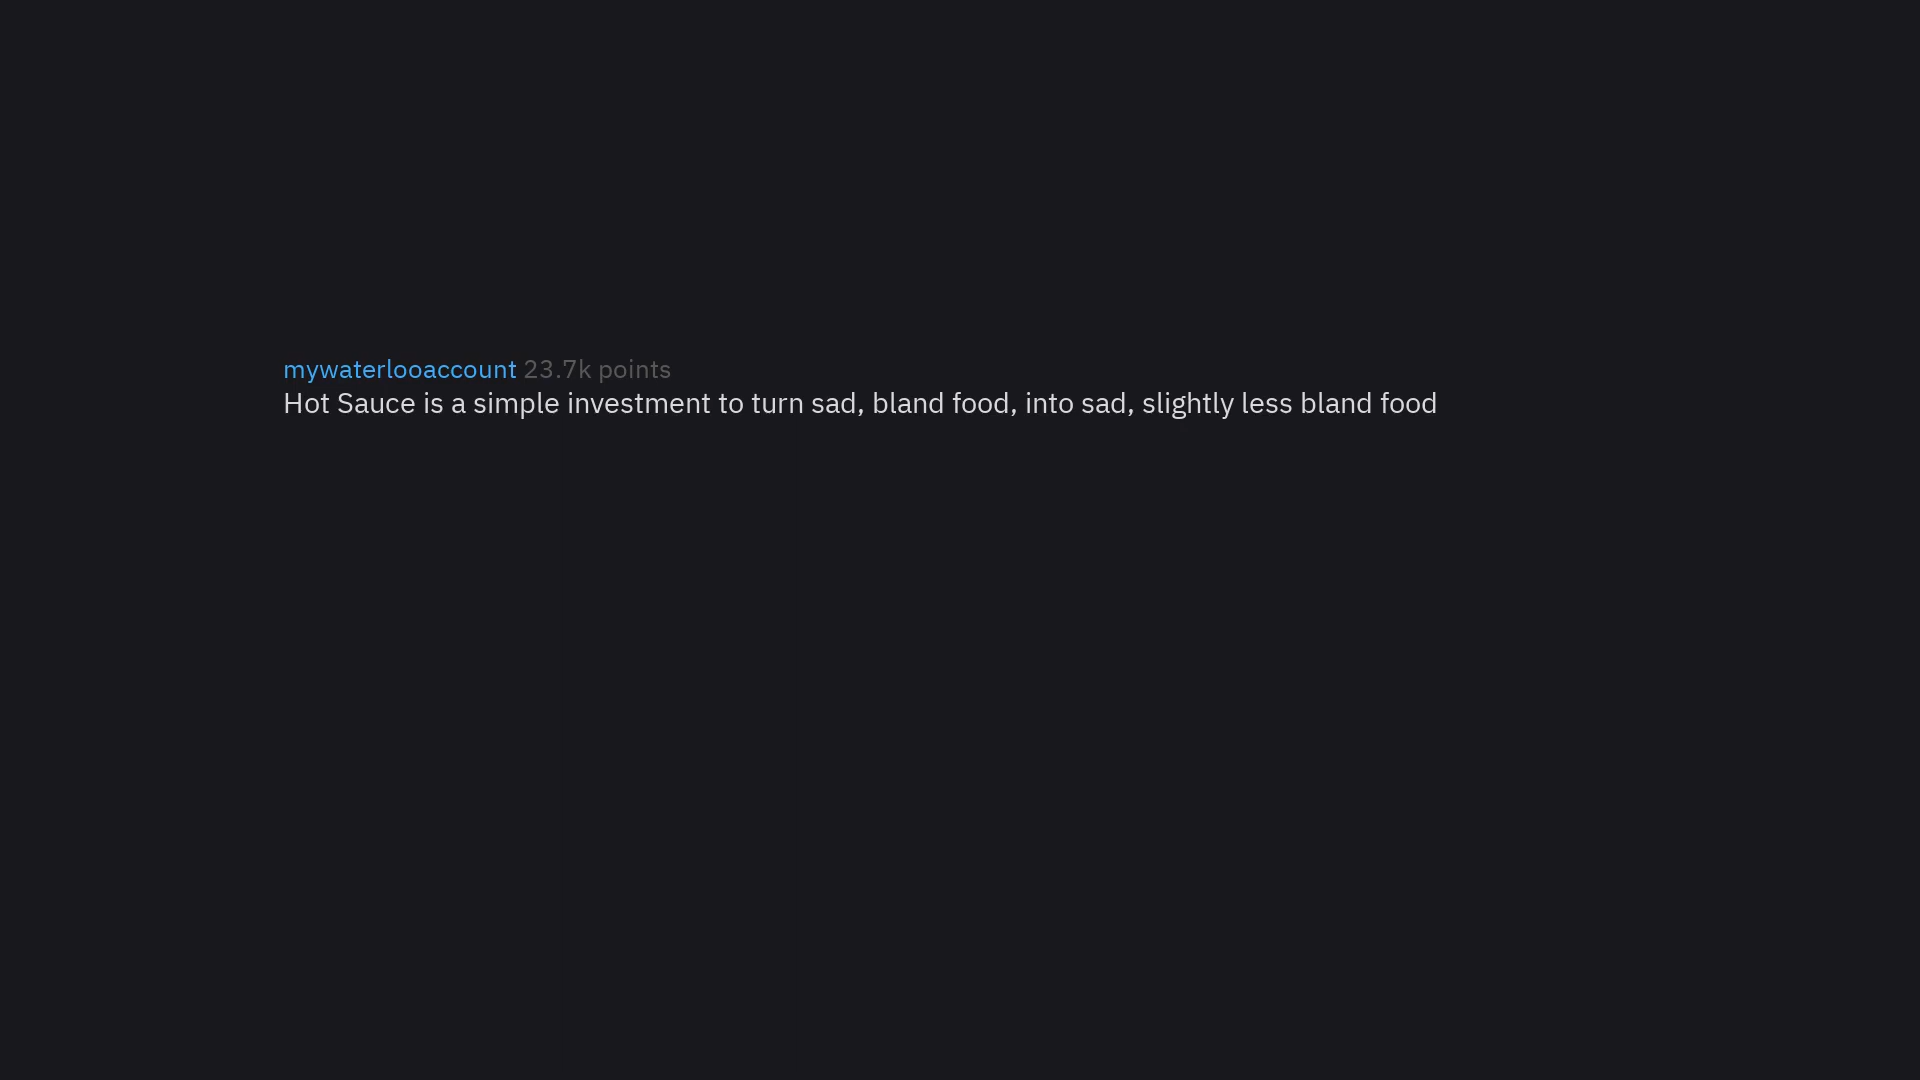 mywaterlooaccount 23.7k points
Hot Sauce is a simple investment to turn sad, bland food, into sad, slightly less bland food